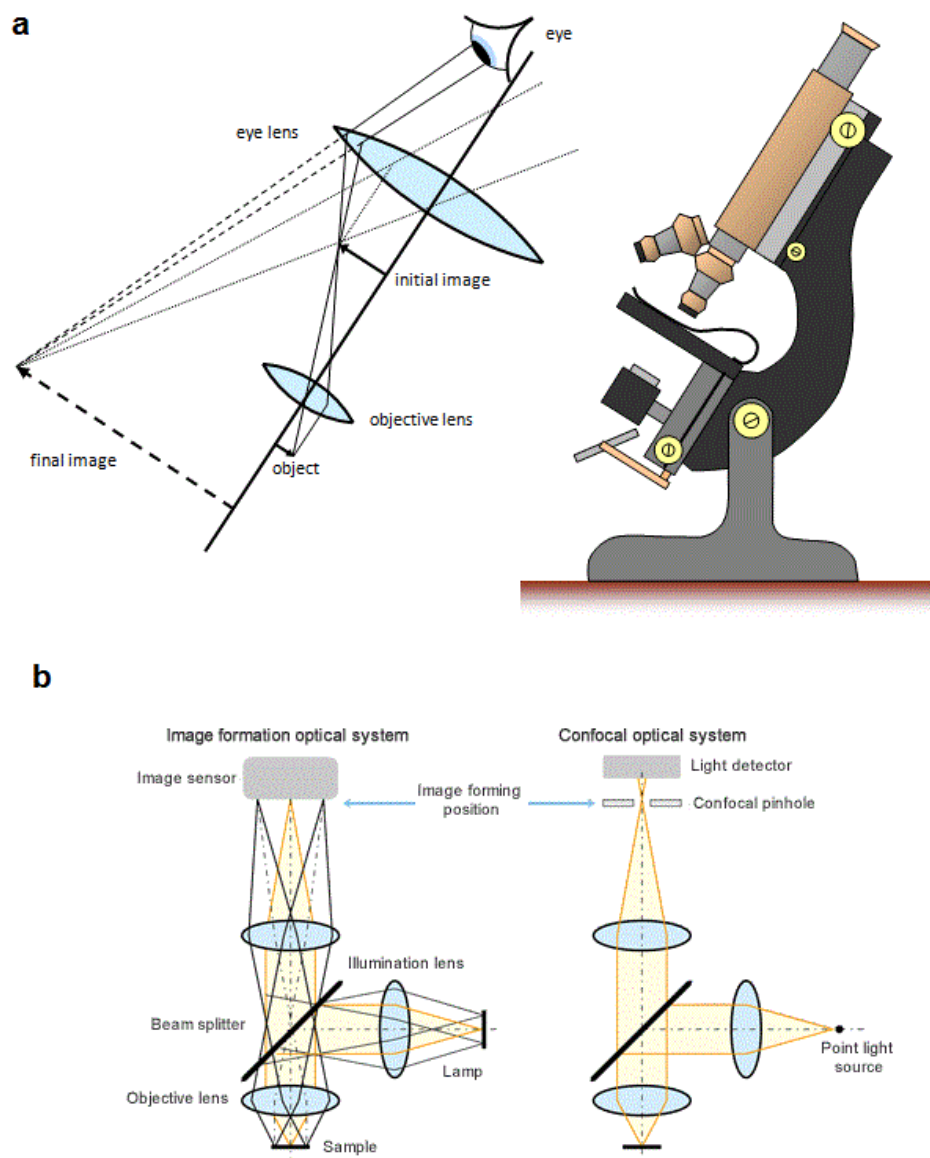 a
eye
eye lens
initial image
objective lens
final image
object
b
Image formation optical system
Confocal optical system
Image sensor
Light detector
Image forming
position
Confocal pinhole
Illumination lens
Beam splitter
Lamp
Point light
source
Objective lens
Sample